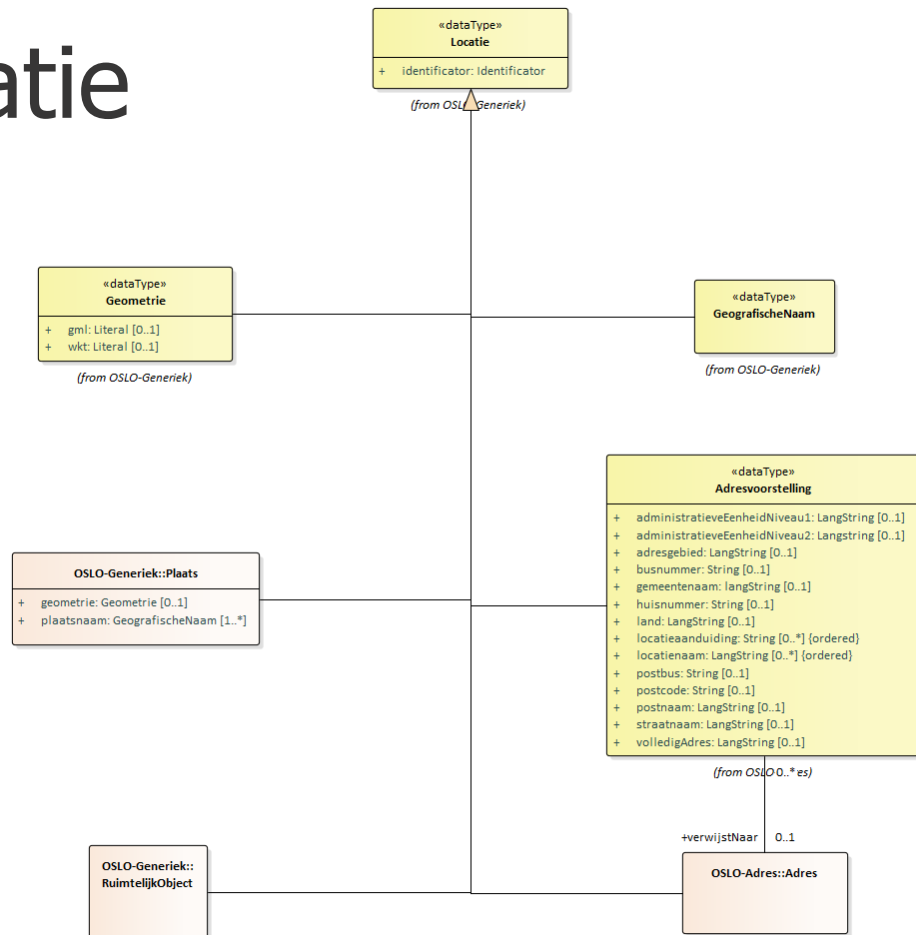 atie
«dataType»
Locatie
+ identificator: Identificator
(from OSLO-Generiek)
«dataType»
Geometrie
+ gml: Literal [0..1]
+ wkt: Literal [0..1]
(from OSLO-Generiek)
«dataType»
GeografischeNaam
(from OSLO-Generiek)
«dataType»
Adresvoorstelling
+ administratieveEenheidNiveau1: LangString [0..1]
+ administratieveEenheidNiveau2: Langstring [0..1]
+ adresgebied: LangString [0..1]
+ busnummer: String [0..1]
+ gemeentenaam: langString [0..1]
+ huisnummer: String [0..1]
+ land: LangString [0..1]
+ locatieaanduiding: String [0..*] {ordered}
+ locatienaam: LangString [0..*] {ordered}
+ postbus: String [0..1]
+ postcode: String [0..1]
+ postnaam: LangString [0..1]
+ straatnaam: LangString [0..1]
+ volledigAdres: LangString [0..1]
OSLO-Generiek::Plaats
+ geometrie: Geometrie [0..1]
+ plaatsnaam: GeografischeNaam [1..*]
(from OSLO 0..* es)
+verwijstNaar 0..1
OSLO-Generiek::
RuimtelijkObject
OSLO-Adres::Adres